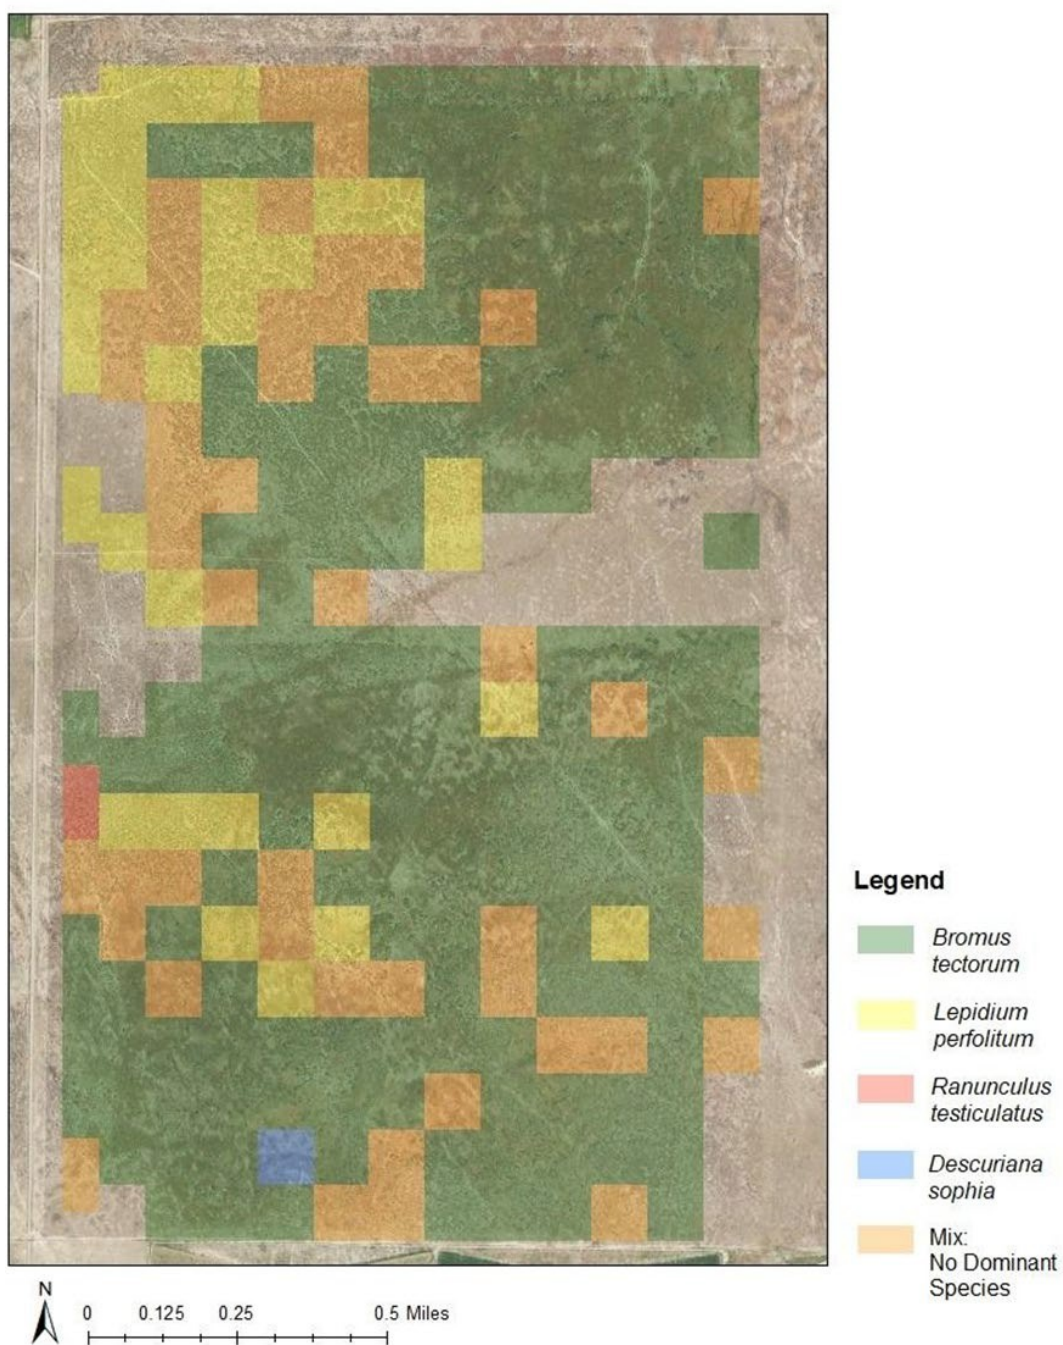 Legend
Bromus
tectorum
Lepidium
perfolitum
Ranunculus
testiculatus
Descuriana
sophia
Mix:
No Dominant
Species
N
0 0.125 0.25 0.5 Miles